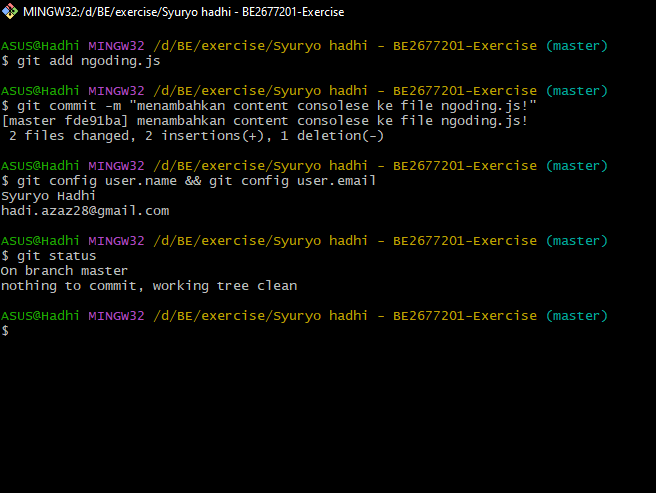 MINGW32:/d/BE/exercise/Syuryo hadhi - BE2677201-Exercise
ASUS@Hadhi MINGW32 /d/BE/exercise/Syuryo hadhi - BE2677201-Exercise (master)
$ git add ngoding.js
ASUS@Hadhi MINGW32 /d/BE/exercise/Syuryo hadhi - BE2677201-Exercise (master)
$ git commit -m "menambahkan content consolese ke file ngoding.js!"
[master fde91ba] menambahkan content consolese ke file ngoding.js!
 2 files changed, 2 insertions(+), 1 deletion(-)
ASUS@Hadhi MINGW32 /d/BE/exercise/Syuryo hadhi - BE2677201-Exercise (master)
$ git config user.name && git config user.email
Syuryo Hadhi
hadi.azaz28@gmail.com
ASUS@Hadhi MINGW32 /d/BE/exercise/Syuryo hadhi - BE2677201-Exercise (master)
$ git status
On branch master
nothing to commit, working tree clean
ASUS@Hadhi MINGW32 /d/BE/exercise/Syuryo hadhi - BE2677201-Exercise (master)
$